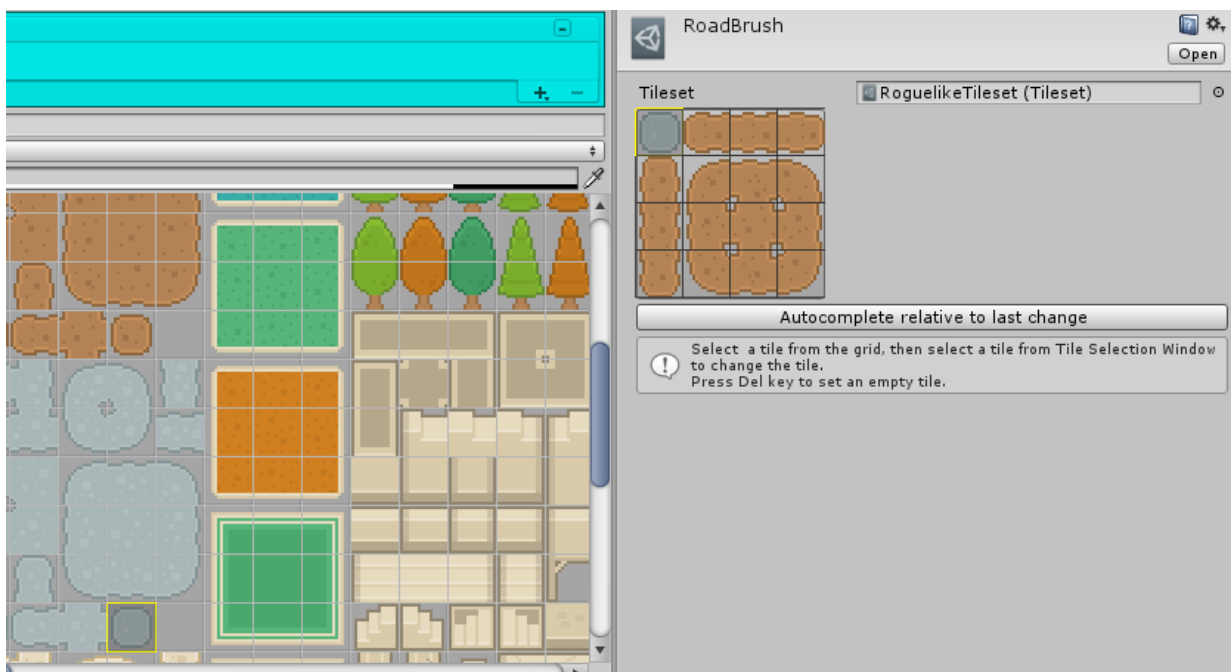 RoadBrush
Open
Tileset
RoguelikeTileset (Tileset)
Autocomplete relative to last change
Select  a tile from the grid, then select a tile from Tile Selection Window
to change the tile.
Press Del key to set an empty tile.